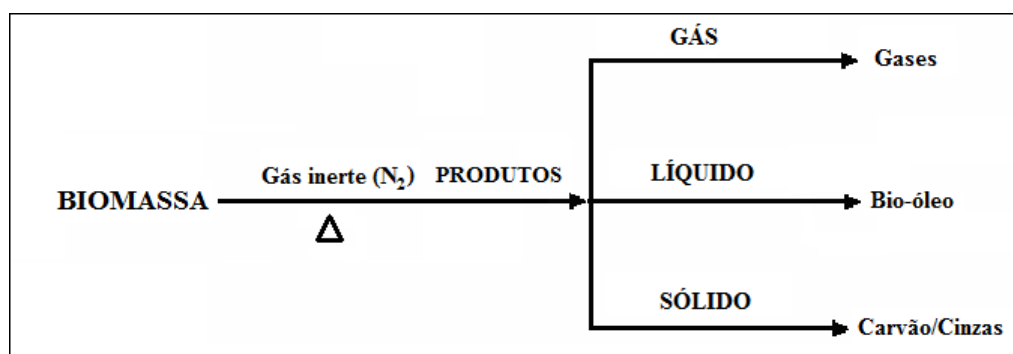 GÁS
Gases
Gás inerte (N₂) PRODUTOS
LÍQUIDO
BIOMASSA
Bio-óleo
Δ
SÓLIDO
Carvão/Cinzas